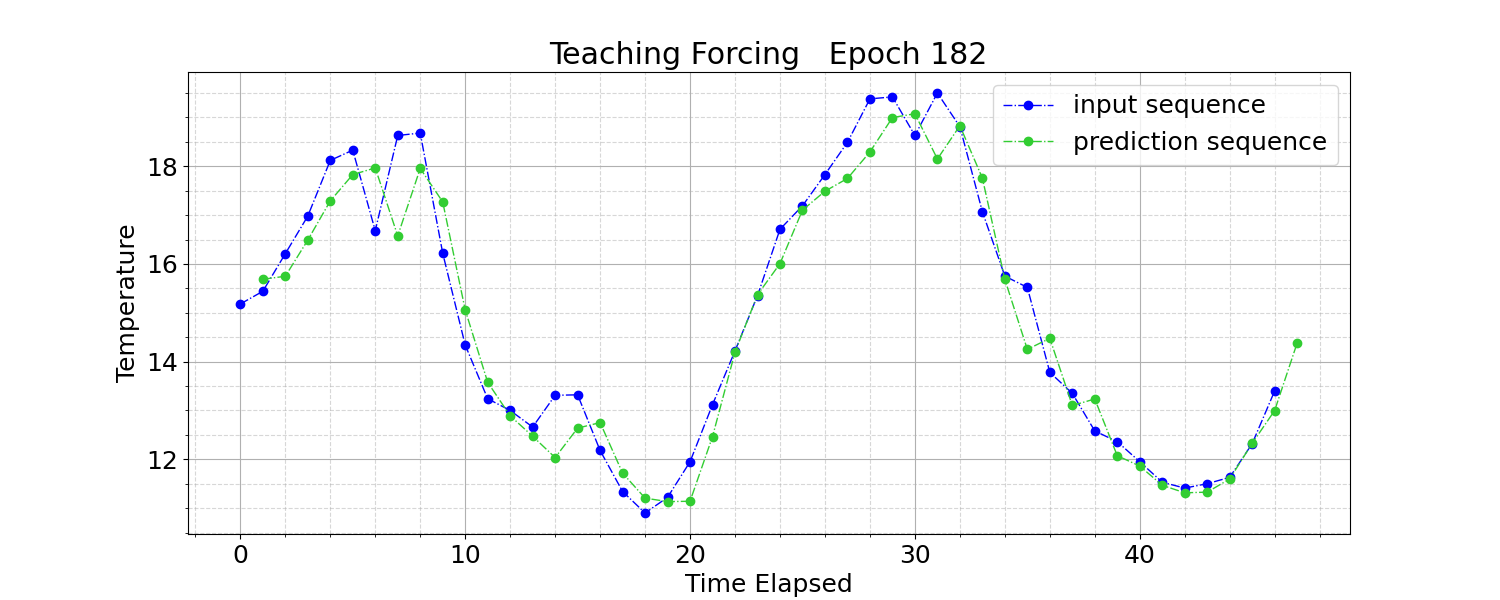 Teaching Forcing   Epoch 182
input sequence
prediction sequence
Temperature
18
16
14
12
0 10 20 30 40
Time Elapsed